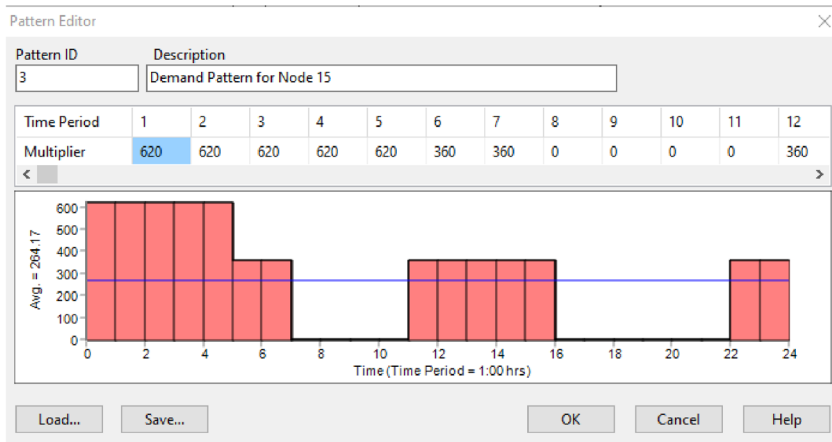 Pattern Editor
Pattern ID Description
3 Demand Pattern for Node 15
Time Period 1 2 3 4 5 6 7 8 9 10 11 12
Multiplier 620 620 620 620 620 360 360 0 0 0 0 360
Avg. = 264.17
600
500
400
300
200
100
0
0 2 4 6 8 10 12 14 16 18 20 22 24
Time (Time Period = 1:00 hrs)
Load... Save... OK Cancel Help